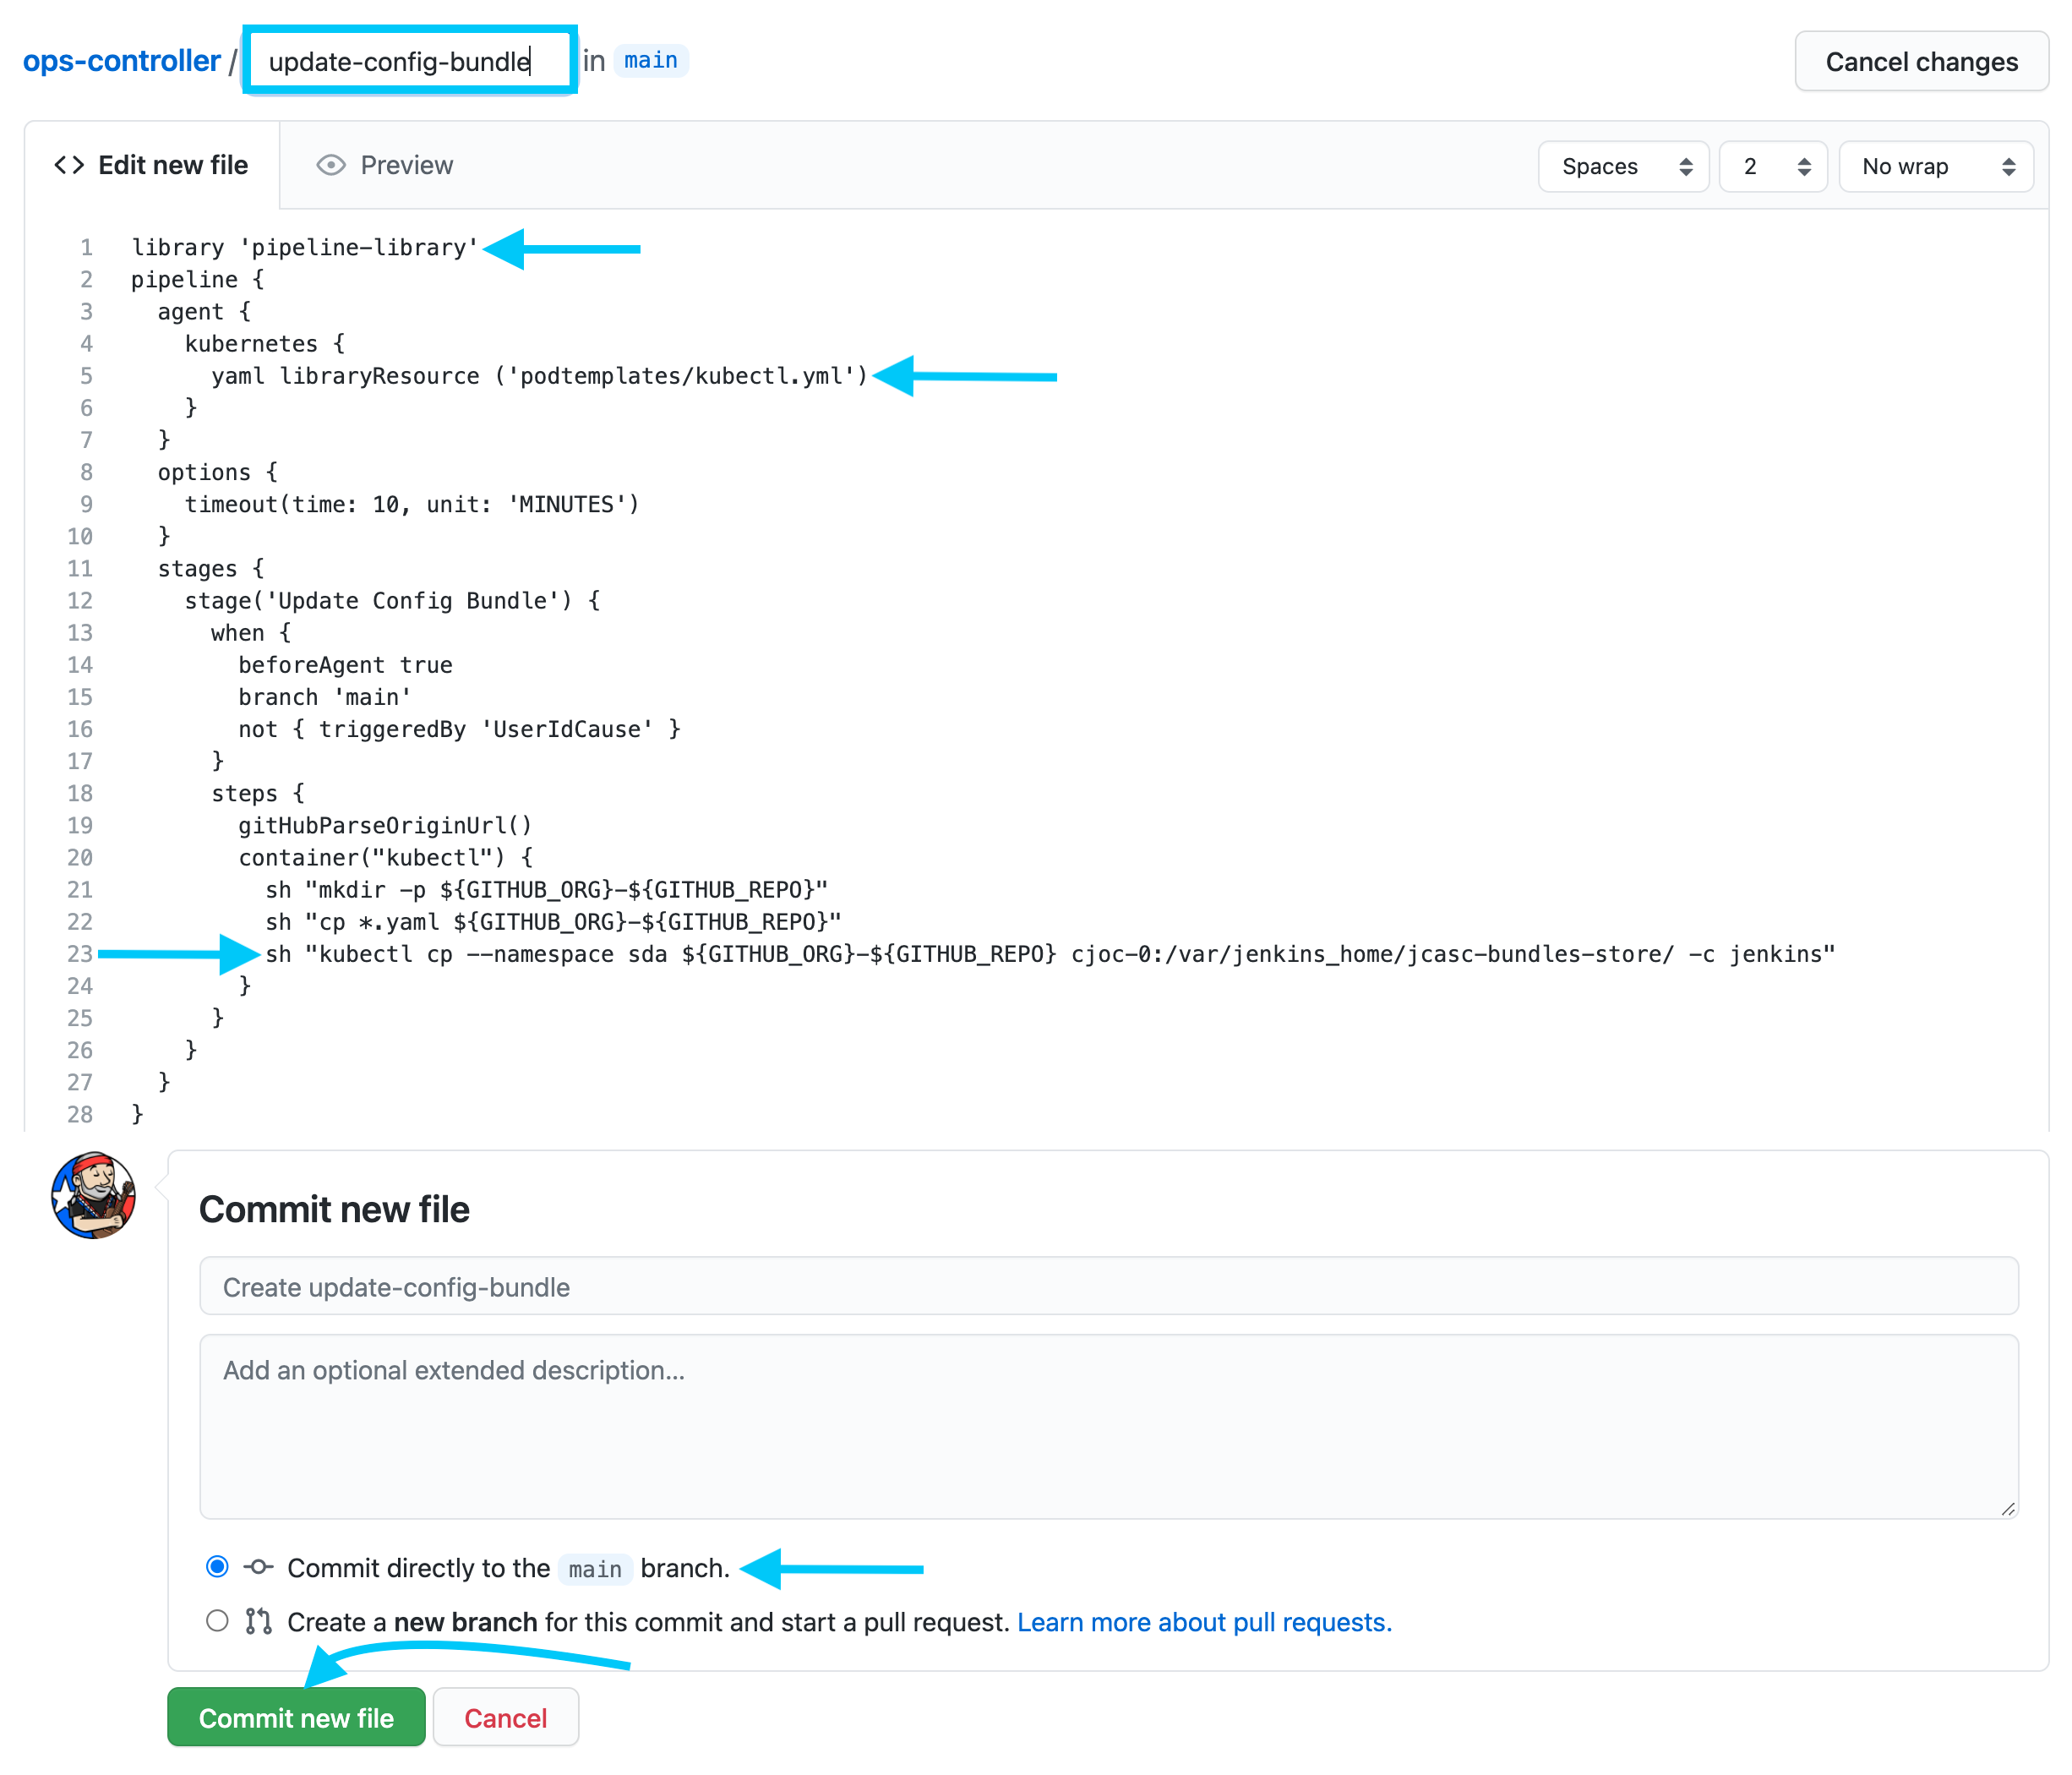 ops-controller / update-config-bundle in main
Cancel changes
Edit new file
Preview
Spaces
2
No wrap
1 library 'pipeline-library'
2 pipeline {
3   agent {
4     kubernetes {
5       yaml libraryResource ('podtemplates/kubectl.yml')
6     }
7   }
8   options {
9     timeout(time: 10, unit: 'MINUTES')
10   }
11   stages {
12     stage('Update Config Bundle') {
13       when {
14         beforeAgent true
15         branch 'main'
16         not { triggeredBy 'UserIdCause' }
17       }
18       steps {
19         gitHubParseOriginUrl()
20         container("kubectl") {
21           sh "mkdir -p ${GITHUB_ORG}-${GITHUB_REPO}"
22           sh "cp *.yaml ${GITHUB_ORG}-${GITHUB_REPO}"
23           sh "kubectl cp --namespace sda ${GITHUB_ORG}-${GITHUB_REPO} cjoc-0:/var/jenkins_home/jcasc-bundles-store/ -c jenkins"
24         }
25       }
26     }
27   }
28 }
Commit new file
Create update-config-bundle
Add an optional extended description...
Commit directly to the main branch.
Create a new branch for this commit and start a pull request. Learn more about pull requests.
Commit new file
Cancel